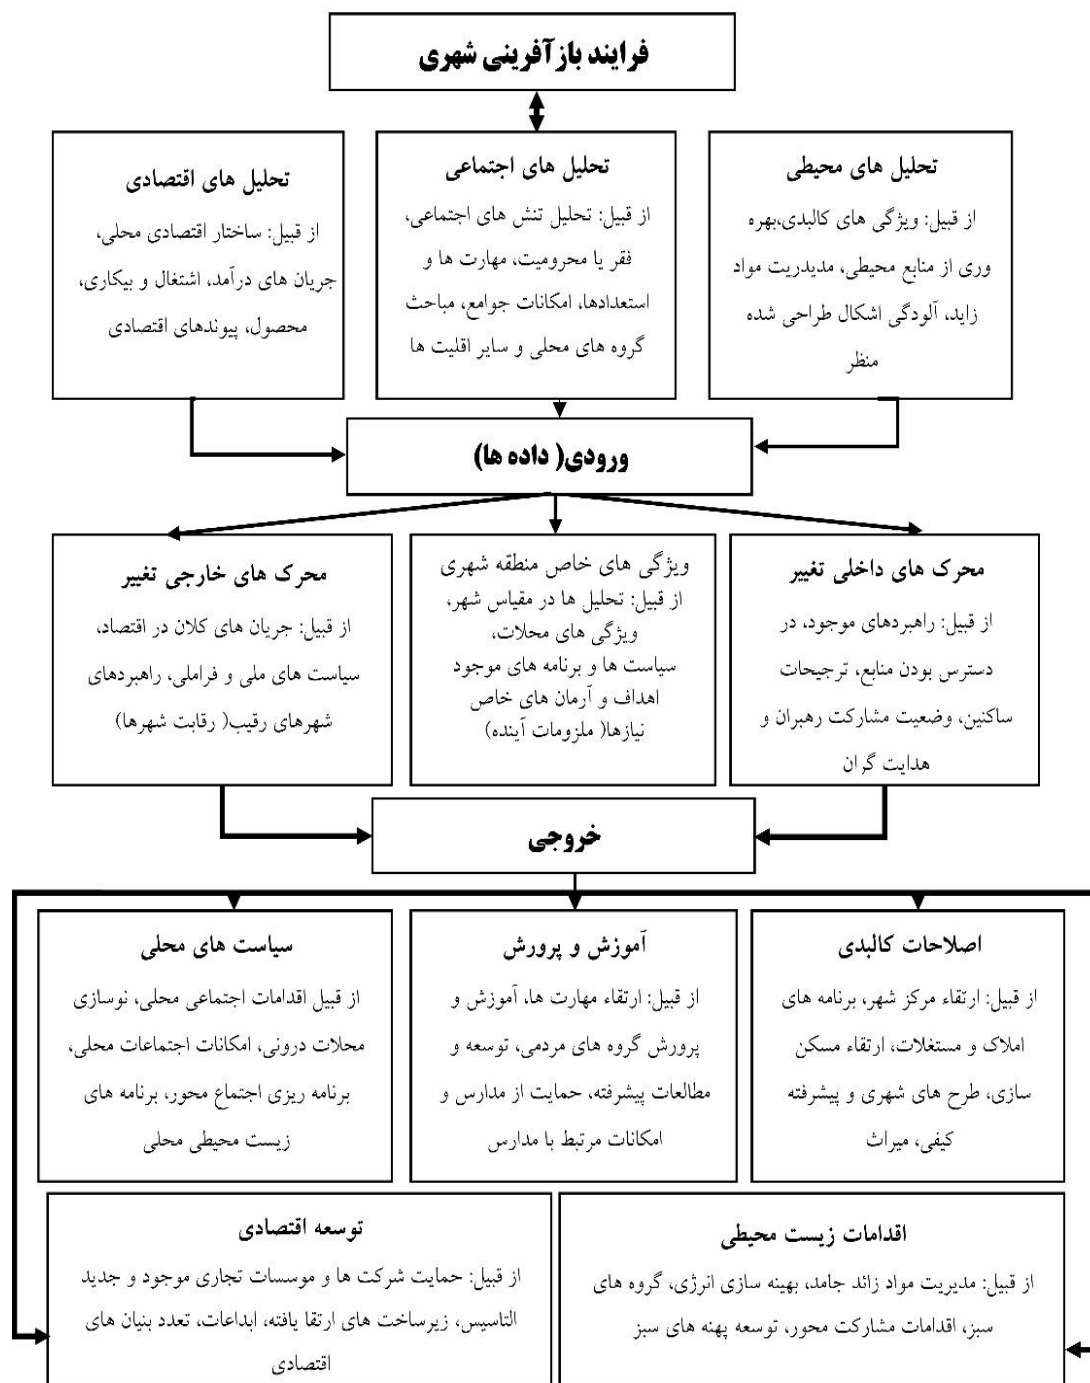 فرایند بازآفرینی شهری
تحلیل های محیطی
از قبیل: ویژگی های کالبدی،بهره
وری از منابع محیطی، مدیدریت مواد
زاید، آلودگی اشکال طراحی شده
منظر
تحلیل های اجتماعی
از قبیل: تحلیل تنش های اجتماعی،
فقر یا محرومیت، مهارت ها و
استعدادها، امکانات جوامع، مباحث
گروه های محلی و سایر اقلیت ها
تحلیل های اقتصادی
از قبیل: ساختار اقتصادی محلی،
جریان های درآمد، اشتغال و بیکاری،
محصول، پیوندهای اقتصادی
ورودی( داده ها)
محرک های داخلی تغییر
از قبیل: راهبردهای موجود، در
دسترس بودن منابع، ترجیحات
ساکنین، وضعیت مشارکت رهبران و
هدایت گران
ویژگی های خاص منطقه شهری
از قبیل: تحلیل ها در مقیاس شهر،
ویژگی های محلات،
سیاست ها و برنامه های موجود
اهداف و آرمان های خاص
نیازها( ملزومات آینده)
محرک های خارجی تغییر
از قبیل: جریان های کلان در اقتصاد،
سیاست های ملی و فراملی، راهبردهای
شهرهای رقیب( رقابت شهرها)
خروجی
اصلاحات کالبدی
از قبیل: ارتقاء مرکز شهر، برنامه های
املاک و مستغلات، ارتقاء مسکن
سازی، طرح های شهری و پیشرفته
کیفی، میراث
آموزش و پرورش
از قبیل: ارتقاء مهارت ها، آموزش و
پرورش گروه های مردمی، توسعه و
مطالعات پیشرفته، حمایت از مدارس و
امکانات مرتبط با مدارس
سیاست های محلی
از قبیل اقدامات اجتماعی محلی، نوسازی
محلات درونی، امکانات اجتماعات محلی،
برنامه ریزی اجتماع محور، برنامه های
زیست محیطی محلی
اقدامات زیست محیطی
از قبیل: مدیریت مواد زائد جامد، بهینه سازی انرژی، گروه های
سبز، اقدامات مشارکت محور، توسعه پهنه های سبز
توسعه اقتصادی
از قبیل: حمایت شرکت ها و موسسات تجاری موجود و جدید
التاسیس، زیرساخت های ارتقا یافته، ابداعات، تعدد بنیان های
اقتصادی